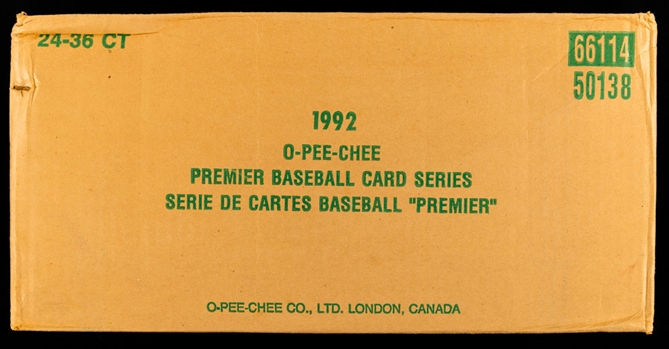 24-36 CT
66114
50138
1992
O-PEE-CHEE
PREMIER BASEBALL CARD SERIES
SERIE DE CARTES BASEBALL "PREMIER"
O-PEE-CHEE CO., LTD. LONDON, CANADA